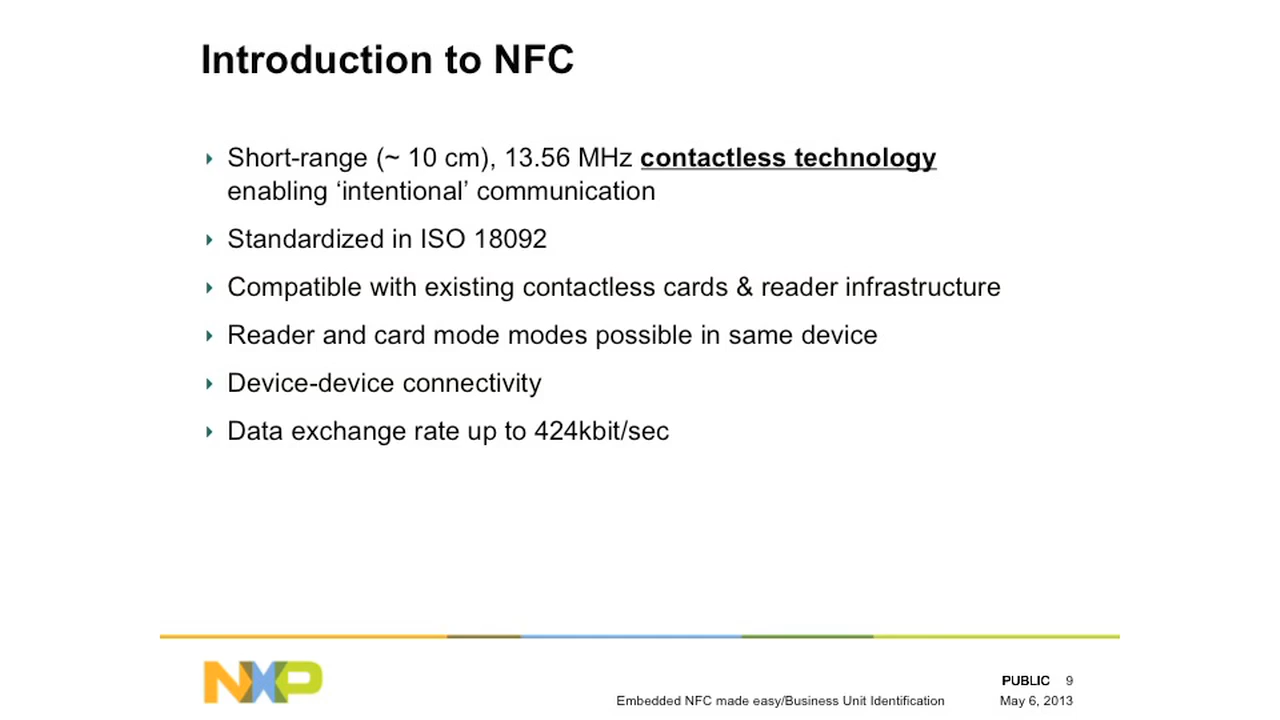 Introduction to NFC
Short-range (~ 10 cm), 13.56 MHz contactless technology
enabling ‘intentional’ communication
Standardized in ISO 18092
Compatible with existing contactless cards & reader infrastructure
Reader and card mode modes possible in same device
Device-device connectivity
Data exchange rate up to 424kbit/sec
NXP
PUBLIC 9
Embedded NFC made easy/Business Unit Identification May 6, 2013